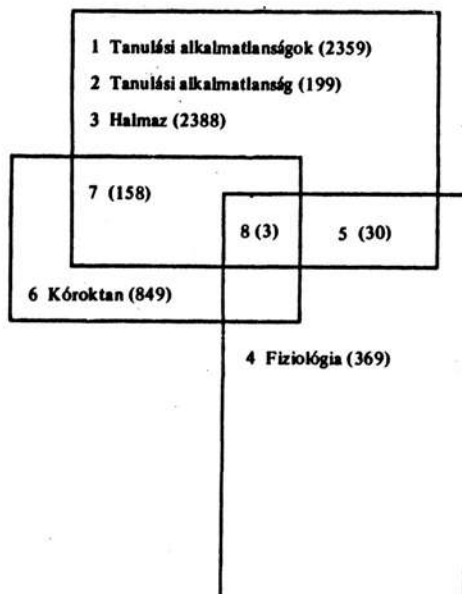 1 Tanulási alkalmatlanságok (2359)
2 Tanulási alkalmatlanság (199)
3 Halmaz (2388)
7 (158)
8 (3)
5 (30)
6 Kóroktan (849)
4 Fiziológia (369)